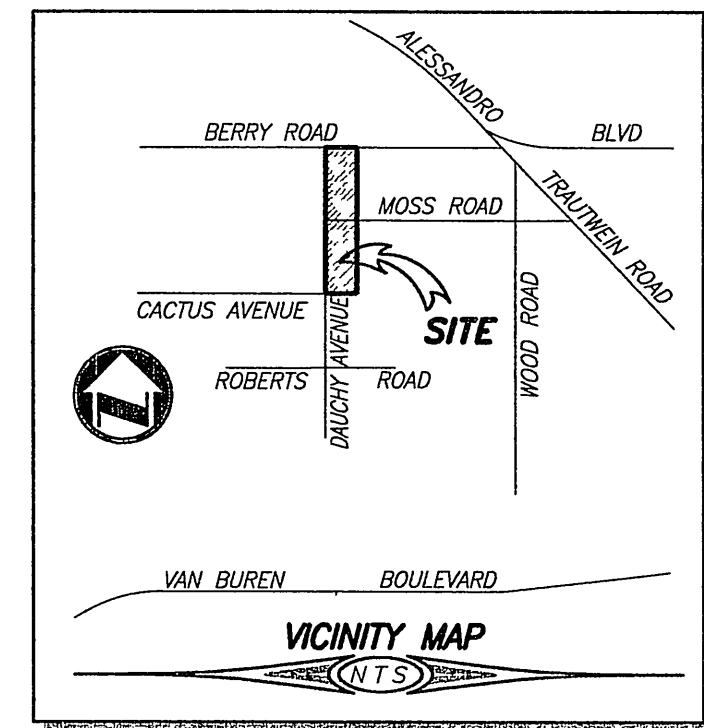 ALESSANDRO
BERRY ROAD
BLVD
TRAUTWEIN ROAD
MOSS ROAD
CACTUS AVENUE
DAUCHY AVENUE
SITE
WOOD ROAD
ROBERTS ROAD
N
VAN BUREN BOULEVARD
VICINITY MAP
NTS